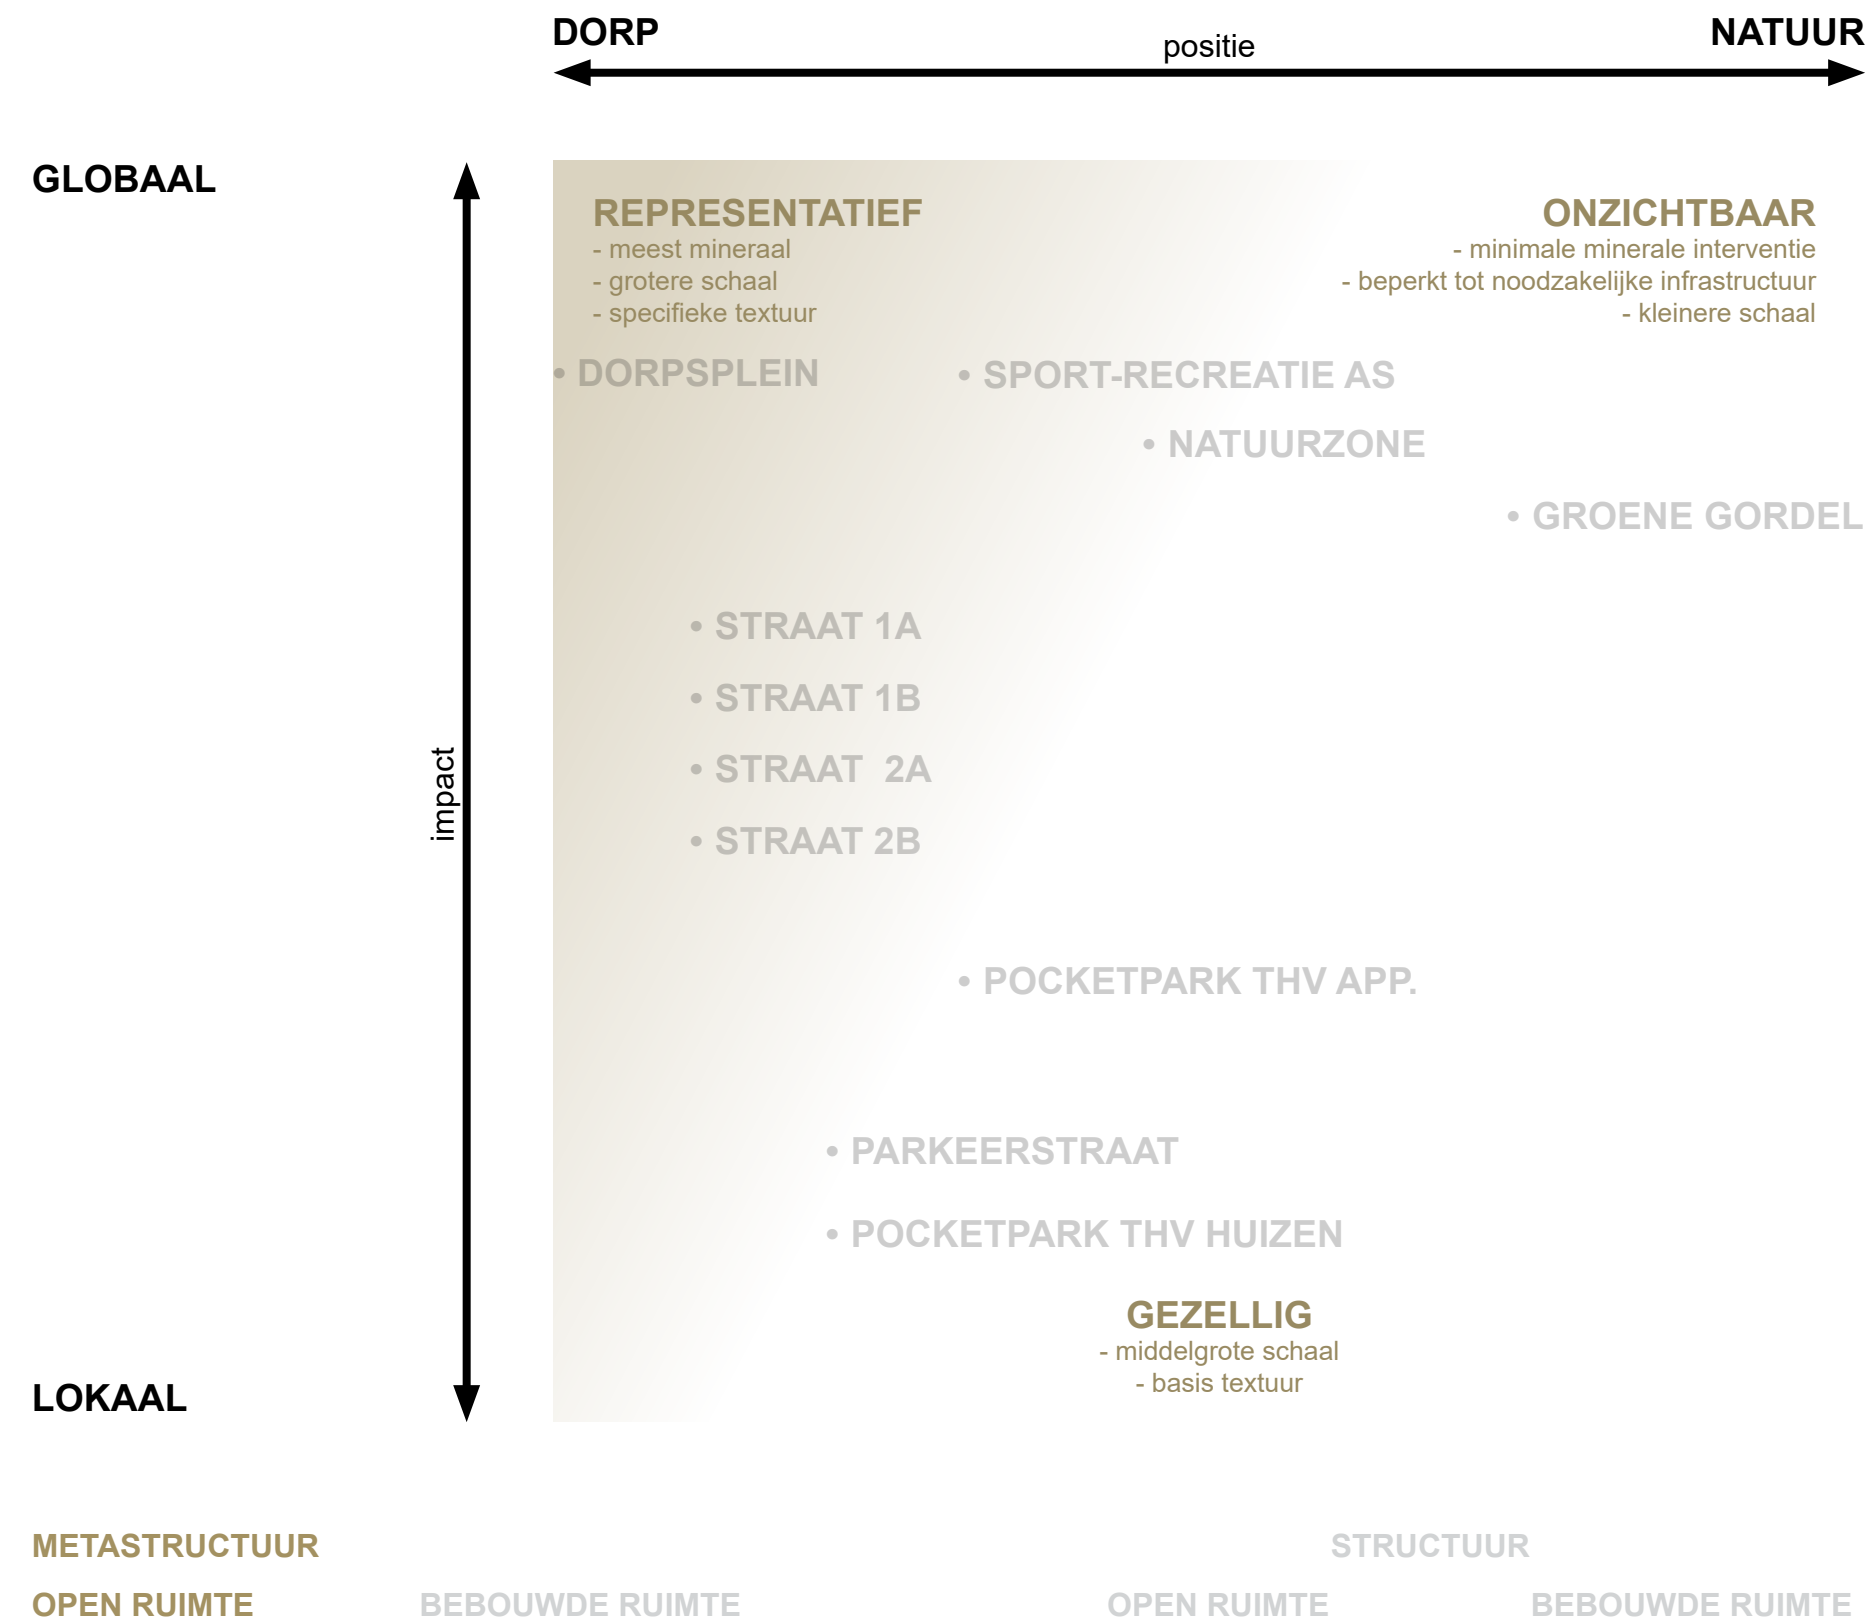 DORP
positie
NATUUR
GLOBAAL
REPRESENTATIEF
- meest mineraal
- grotere schaal
- specifieke textuur
ONZICHTBAAR
- minimale minerale interventie
- beperkt tot noodzakelijke infrastructuur
- kleinere schaal
• DORPSPLEIN
• SPORT-RECREATIE AS
• NATUURZONE
• GROENE GORDEL
• STRAAT 1A
• STRAAT 1B
• STRAAT  2A
• STRAAT 2B
impact
• POCKETPARK THV APP.
• PARKEERSTRAAT
• POCKETPARK THV HUIZEN
GEZELLIG
- middelgrote schaal
- basis textuur
LOKAAL
METASTRUCTUUR
STRUCTUUR
OPEN RUIMTE
BEBOUWDE RUIMTE
OPEN RUIMTE
BEBOUWDE RUIMTE